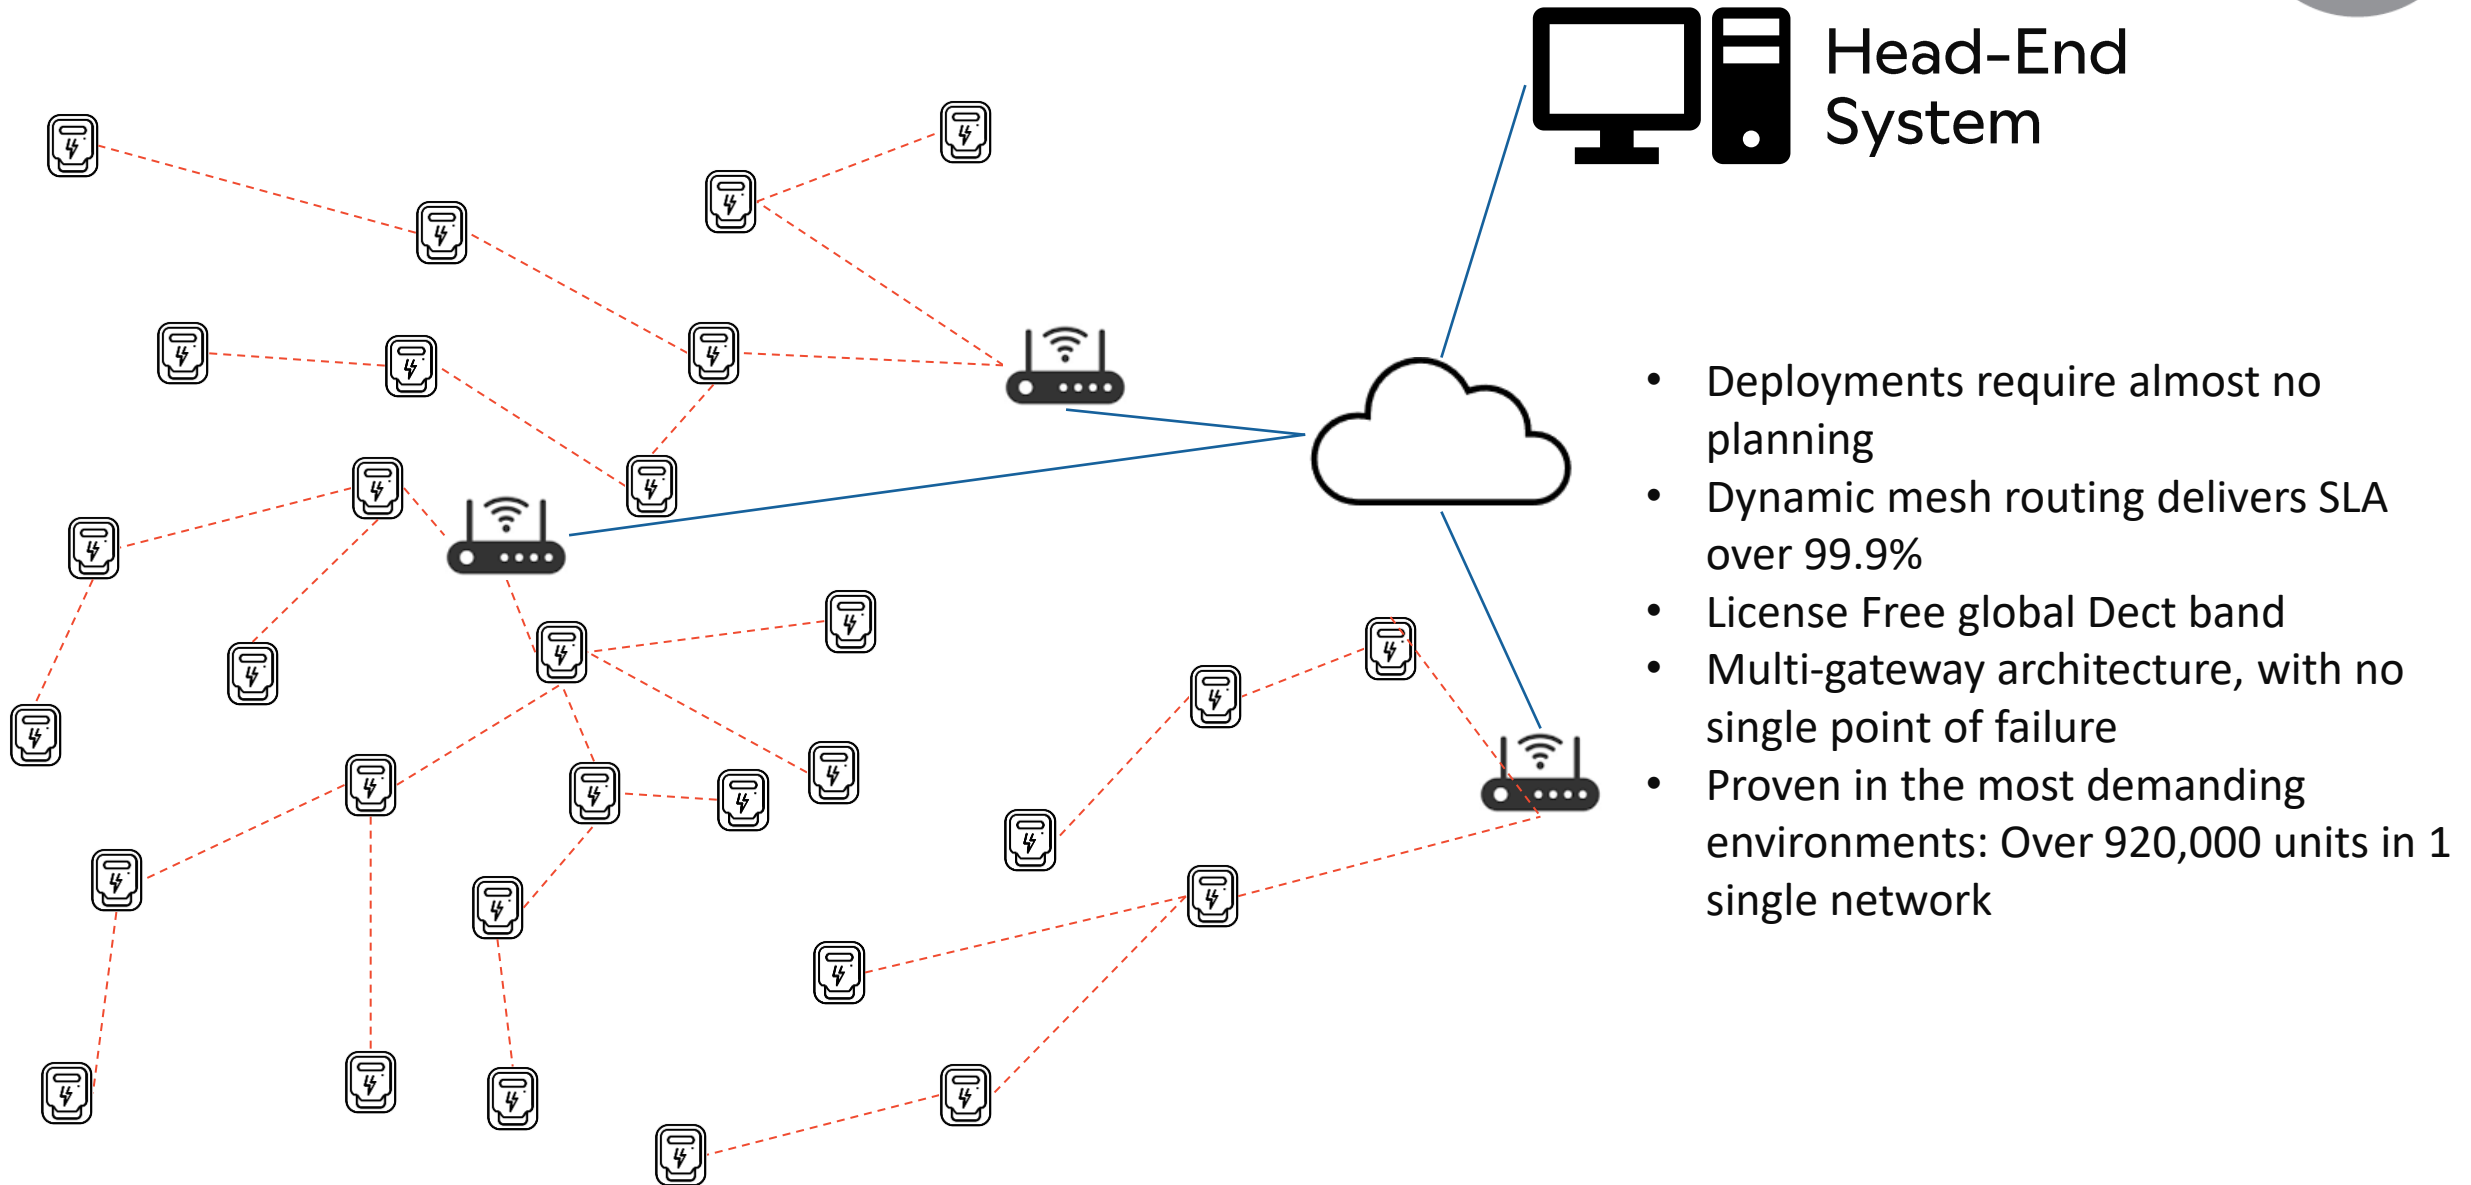 Head-End
System
• Deployments require almost no
planning
• Dynamic mesh routing delivers SLA
over 99.9%
• License Free global Dect band
• Multi-gateway architecture, with no
single point of failure
• Proven in the most demanding
environments: Over 920,000 units in 1
single network